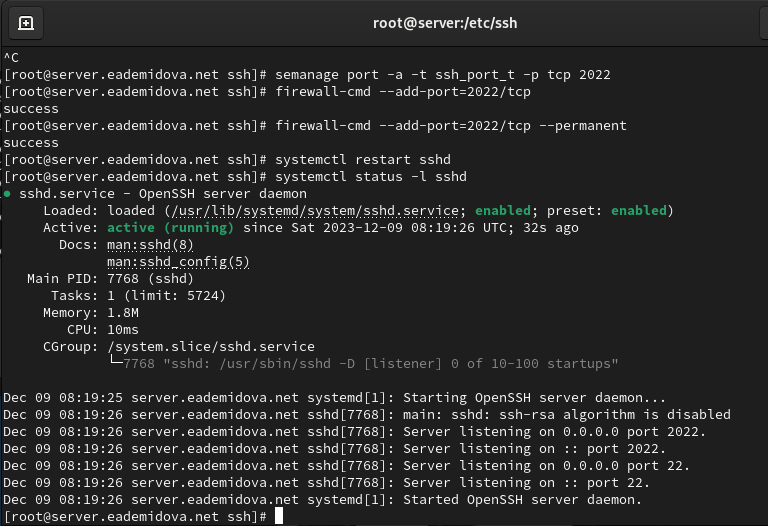 root@server:/etc/ssh
^C
[root@server.eademidova.net ssh]# semanage port -a -t ssh_port_t -p tcp 2022
[root@server.eademidova.net ssh]# firewall-cmd --add-port=2022/tcp
success
[root@server.eademidova.net ssh]# firewall-cmd --add-port=2022/tcp --permanent
success
[root@server.eademidova.net ssh]# systemctl restart sshd
[root@server.eademidova.net ssh]# systemctl status -l sshd
● sshd.service - OpenSSH server daemon
     Loaded: loaded (/usr/lib/systemd/system/sshd.service; enabled; preset: enabled)
     Active: active (running) since Sat 2023-12-09 08:19:26 UTC; 32s ago
       Docs: man:sshd(8)
             man:sshd_config(5)
   Main PID: 7768 (sshd)
      Tasks: 1 (limit: 5724)
     Memory: 1.8M
        CPU: 10ms
     CGroup: /system.slice/sshd.service
             └─7768 "sshd: /usr/sbin/sshd -D [listener] 0 of 10-100 startups"
Dec 09 08:19:25 server.eademidova.net systemd[1]: Starting OpenSSH server daemon...
Dec 09 08:19:26 server.eademidova.net sshd[7768]: main: sshd: ssh-rsa algorithm is disabled
Dec 09 08:19:26 server.eademidova.net sshd[7768]: Server listening on 0.0.0.0 port 2022.
Dec 09 08:19:26 server.eademidova.net sshd[7768]: Server listening on :: port 2022.
Dec 09 08:19:26 server.eademidova.net sshd[7768]: Server listening on 0.0.0.0 port 22.
Dec 09 08:19:26 server.eademidova.net sshd[7768]: Server listening on :: port 22.
Dec 09 08:19:26 server.eademidova.net systemd[1]: Started OpenSSH server daemon.
[root@server.eademidova.net ssh]#